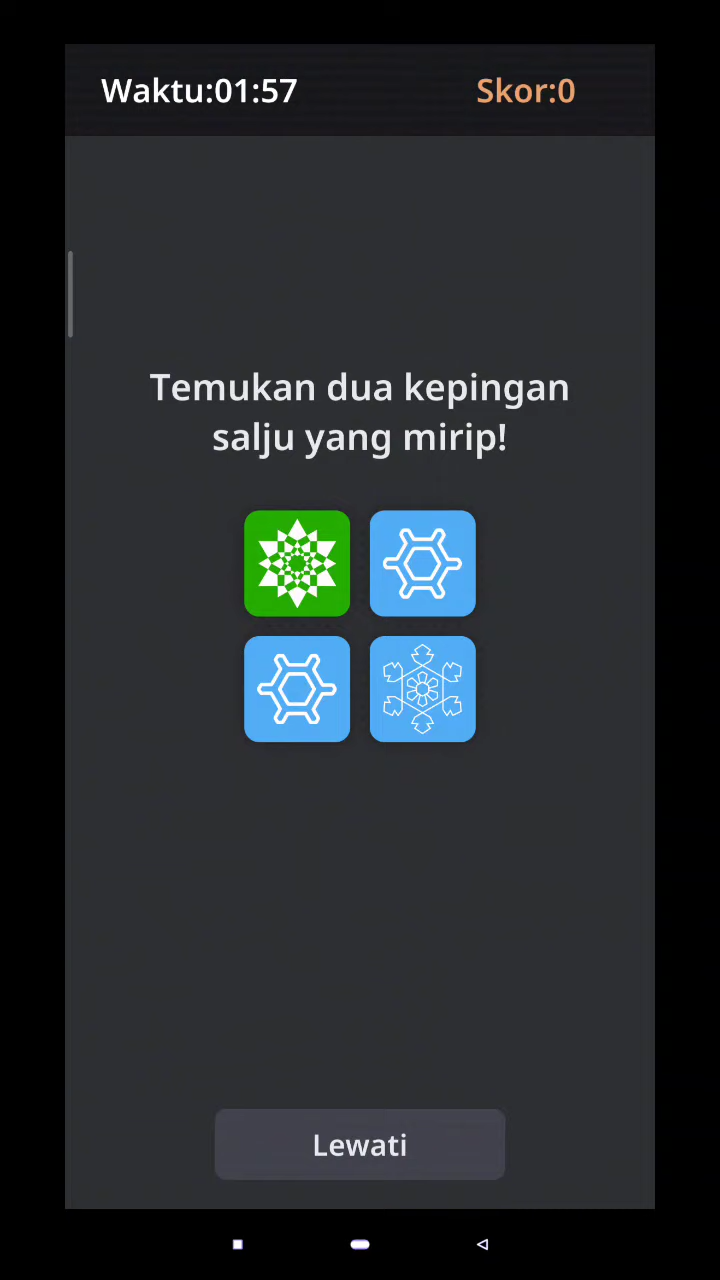 Waktu:01:57 Skor:0
Temukan dua kepingan
salju yang mirip!
Lewati